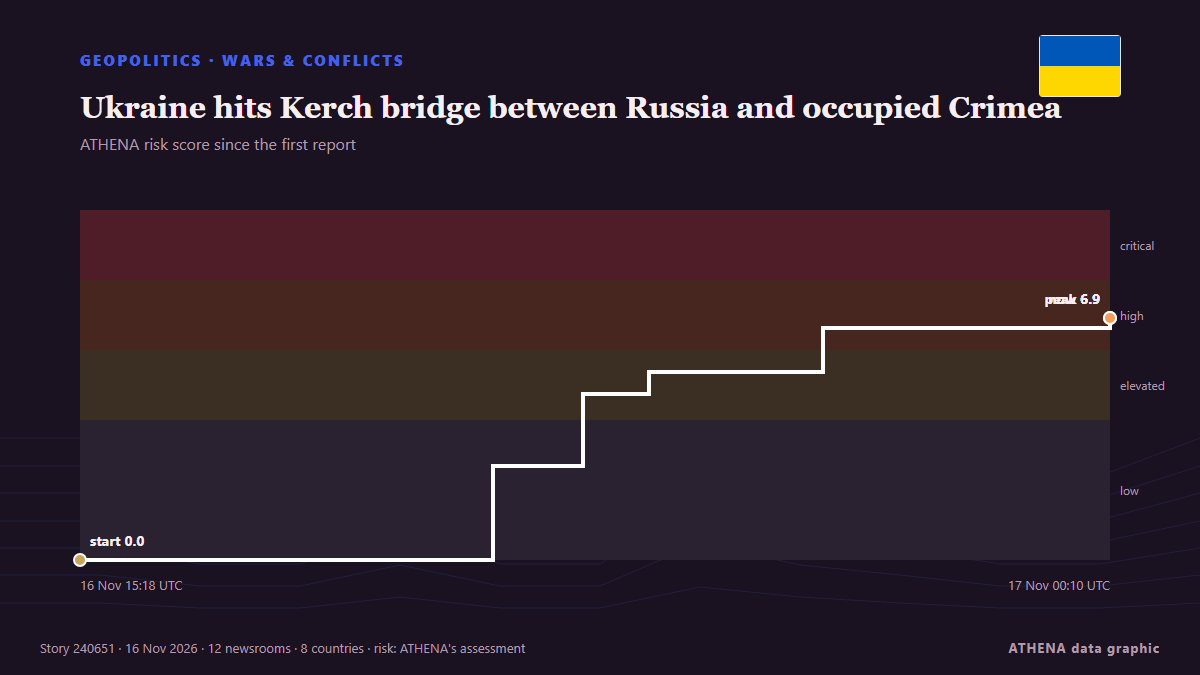 GEOPOLITICS · WARS & CONFLICTS
Ukraine hits Kerch bridge between Russia and occupied Crimea
ATHENA risk score since the first report
critical
peak 6.9
high
elevated
low
start 0.0
16 Nov 15:18 UTC
17 Nov 00:10 UTC
Story 240651 · 16 Nov 2026 · 12 newsrooms · 8 countries · risk: ATHENA's assessment
ATHENA data graphic